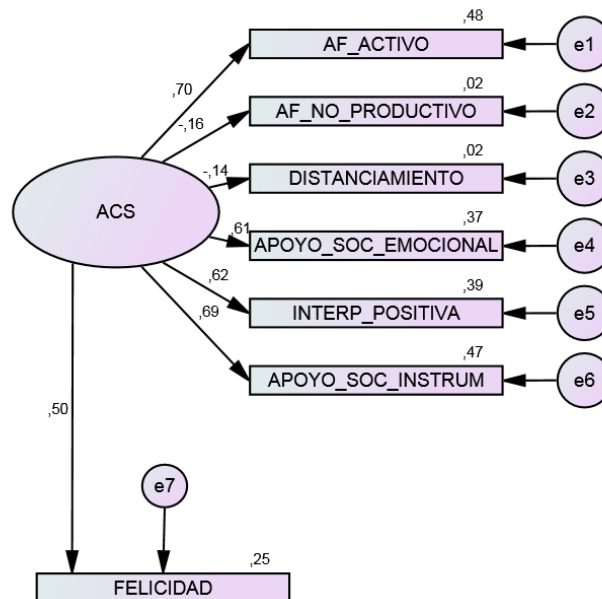 ,48
AF_ACTIVO
e1
,70
,02
AF_NO_PRODUCTIVO
e2
-,16
,02
DISTANCIAMIENTO
e3
-,14
ACS
,37
APOYO_SOC_EMOCIONAL
e4
,61
,39
INTERP_POSITIVA
e5
,62
,47
APOYO_SOC_INSTRUM
e6
,69
,50
e7
,25
FELICIDAD